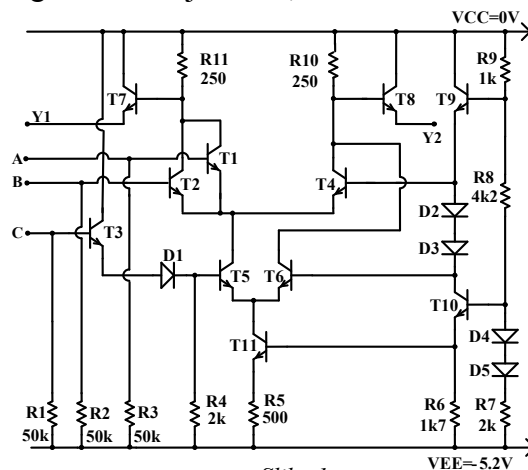 VCC=0V
R11
250
R10
250
R9
1k
T7
T8
T9
Y1
Y2
A
T1
B
T2
T4
R8
4k2
D2
C
T3
D3
D1
T5
T6
T10
T11
D4
D5
R1
50k
R2
50k
R3
50k
R4
2k
R5
500
R6
1k7
R7
2k
VEE=-5.2V